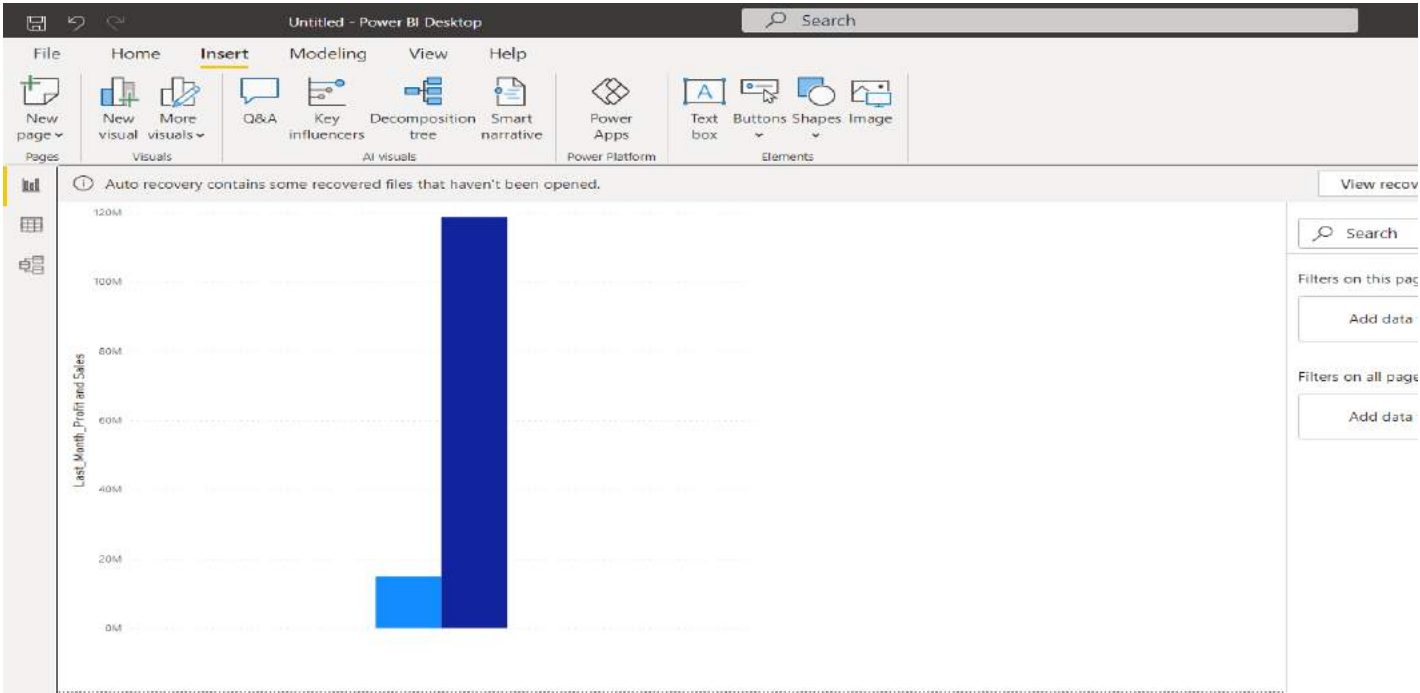 Untitled - Power BI Desktop
Search
File Home Insert Modeling View Help
New page
New visual
More visuals
Q&A
Key influencers
Decomposition tree
Smart narrative
Power Apps
Text box
Buttons
Shapes
Image
Pages
Visuals
AI visuals
Power Platform
Elements
Auto recovery contains some recovered files that haven't been opened.
View recov
120M
100M
80M
60M
40M
20M
0M
Last_Month_Profit and Sales
Search
Filters on this pag
Add data
Filters on all page
Add data